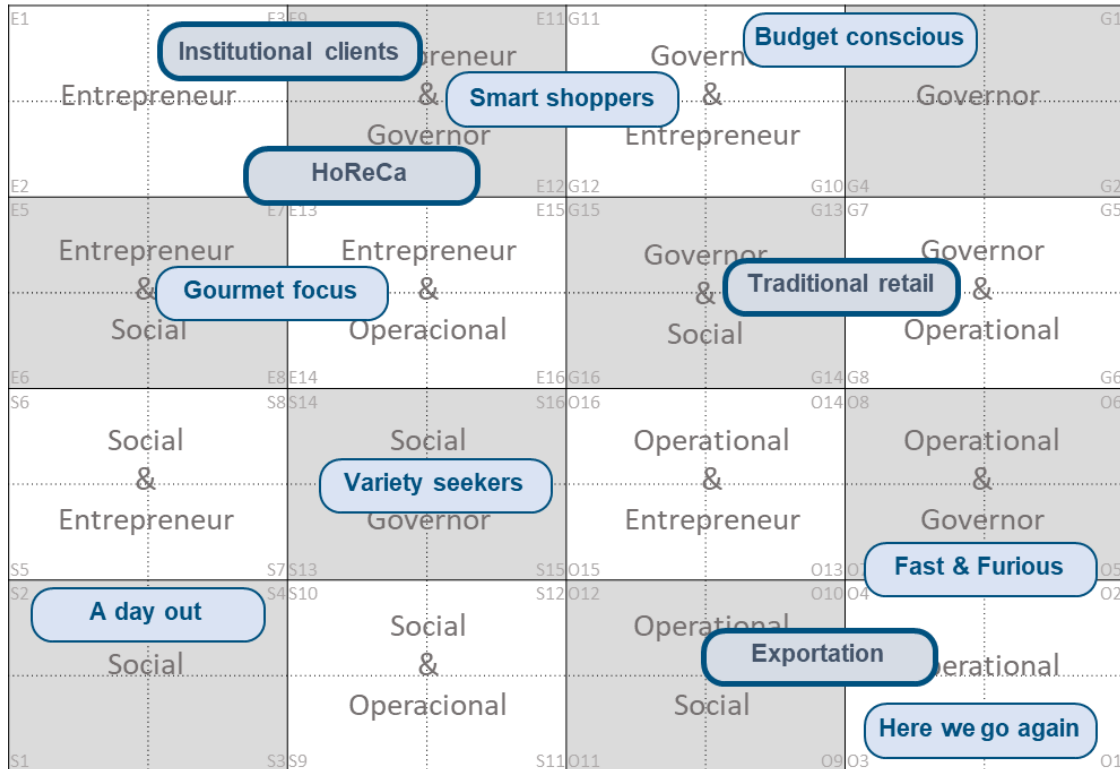 E1 E3 E9 E11 G11 G1
Institutional clients
Budget conscious
Entrepreneur
preneur
&
Governor
Smart shoppers
Govern
&
Entrepreneur
Governor
HoReCa
E2 E12 G12 G10 G4 G2
E5 E7 E13 E15 G15 G13 G7 G5
Entrepreneur
&
Social
Gourmet focus
Entrepreneur
&
Operacional
Governor
&
Social
Traditional retail
Governor
&
Operational
E6 E8 E14 E16 G16 G14 G8 G6
S6 S8 S14 S16 O16 O14 O8 O6
Social
&
Entrepreneur
Social
Variety seekers
Governor
Operational
&
Entrepreneur
Operational
&
Governor
Fast & Furious
S5 S7 S13 S15 O15 O13 O5
S2 S4 S10 S12 O12 O10 O4 O2
A day out
Social
Social
&
Operacional
Operational
Exportation
Social
perational
Here we go again
S1 S3 S9 S11 O11 O9 O3 O1